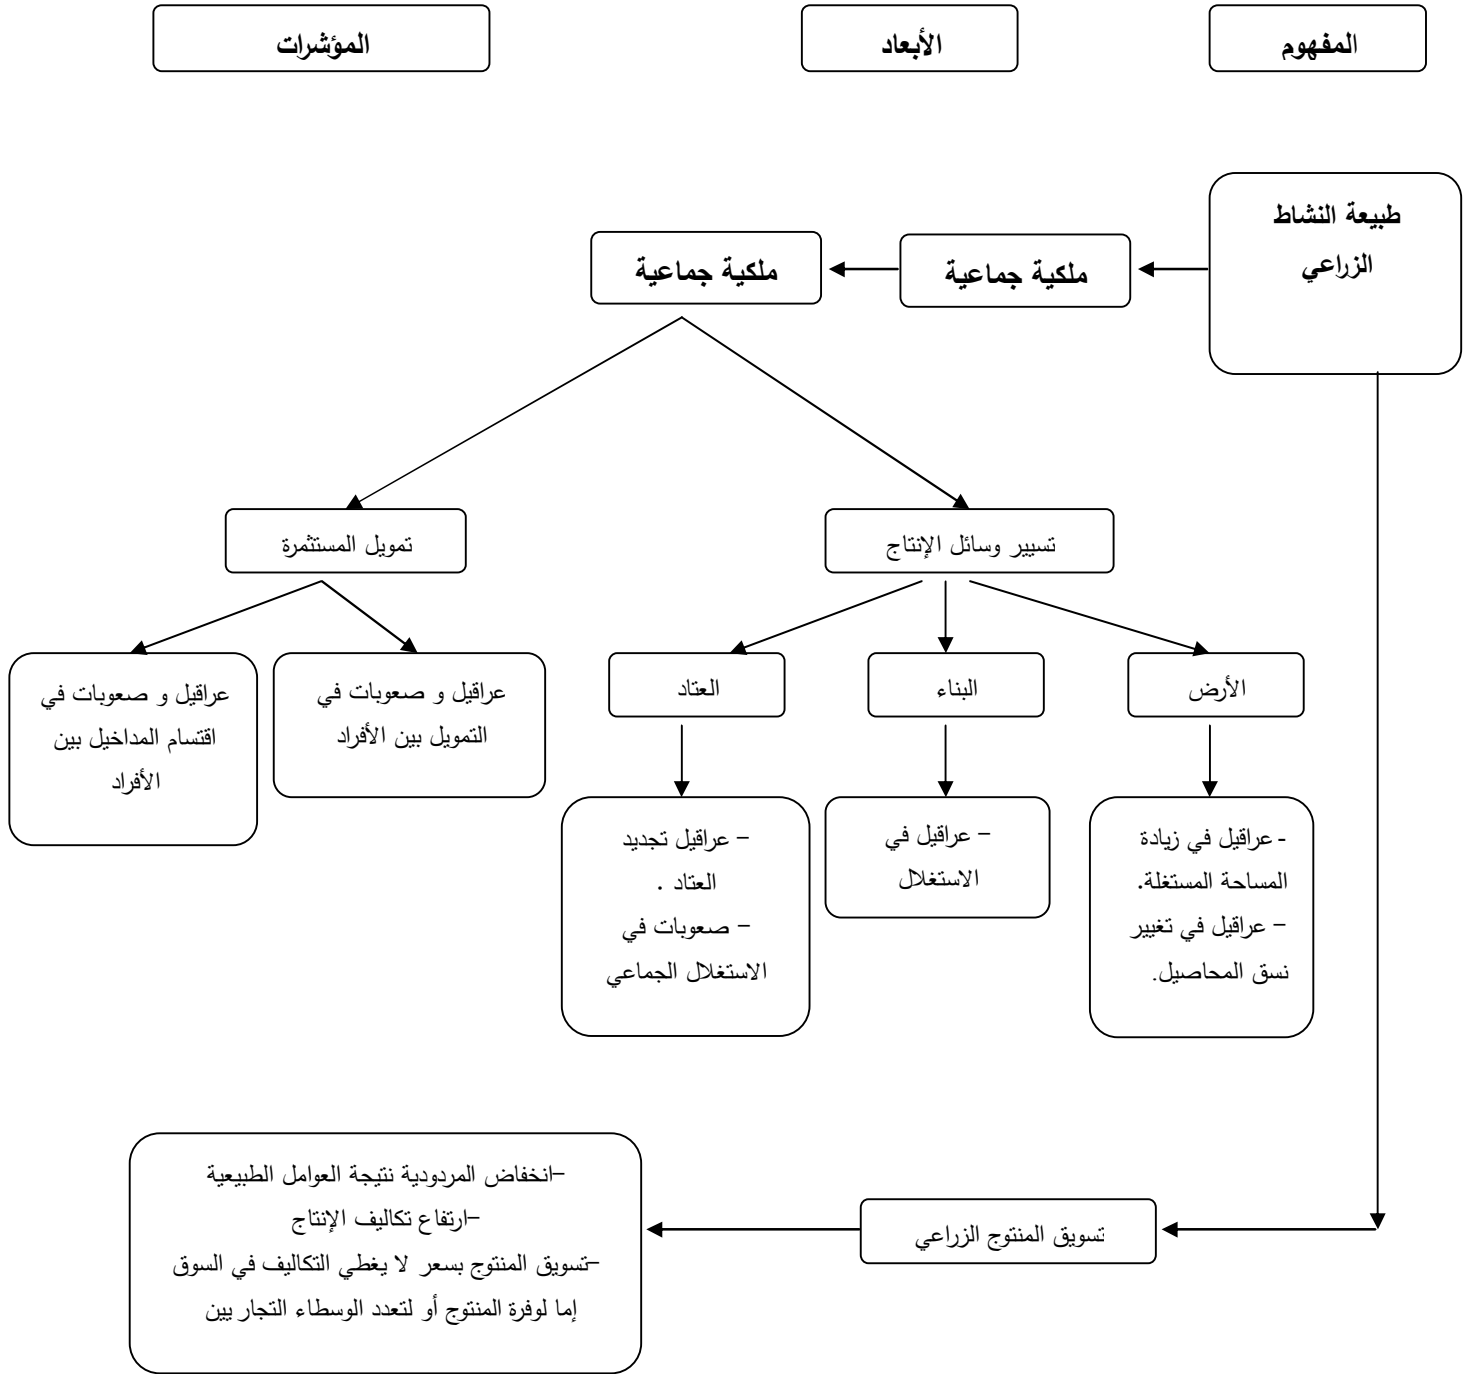 المفهوم
الأبعاد
المؤشرات
طبيعة النشاط
الزراعي
ملكية جماعية
ملكية جماعية
تسيير وسائل الإنتاج
تمويل المستثمرة
الأرض
البناء
العتاد
عراقيل و صعوبات في
التمويل بين الأفراد
عراقيل و صعوبات في
اقتسام المداخيل بين
الأفراد
- عراقيل في زيادة
المساحة المستغلة.
– عراقيل في تغيير
نسق المحاصيل.
– عراقيل في
الاستغلال
– عراقيل تجديد
العتاد .
– صعوبات في
الاستغلال الجماعي
تسويق المنتوج الزراعي
–انخفاض المردودية نتيجة العوامل الطبيعية
–ارتفاع تكاليف الإنتاج
–تسويق المنتوج بسعر لا يغطي التكاليف في السوق
إما لوفرة المنتوج أو لتعدد الوسطاء التجار يين